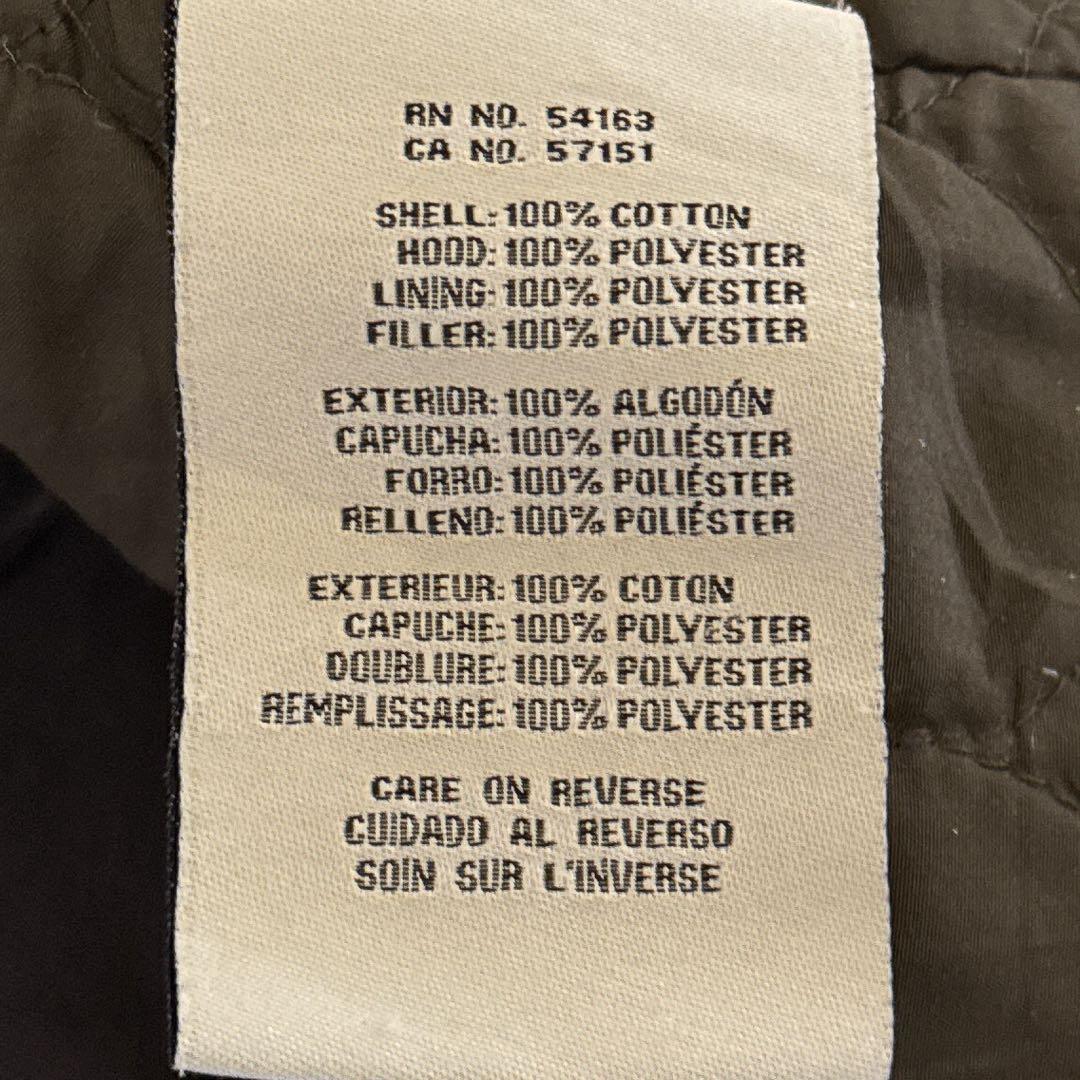 RN NO. 54163
CA NO. 57151
SHELL: 100% COTTON
HOOD: 100% POLYESTER
LINING: 100% POLYESTER
FILLER: 100% POLYESTER
EXTERIOR: 100% ALGODÓN
CAPUCHA: 100% POLIÉSTER
FORRO: 100% POLIÉSTER
RELLENO: 100% POLIÉSTER
EXTERIEUR: 100% COTON
CAPUCHE: 100% POLYESTER
DOUBLURE: 100% POLYESTER
REMPLISSAGE: 100% POLYESTER
CARE ON REVERSE
CUIDADO AL REVERSO
SOIN SUR L'INVERSE